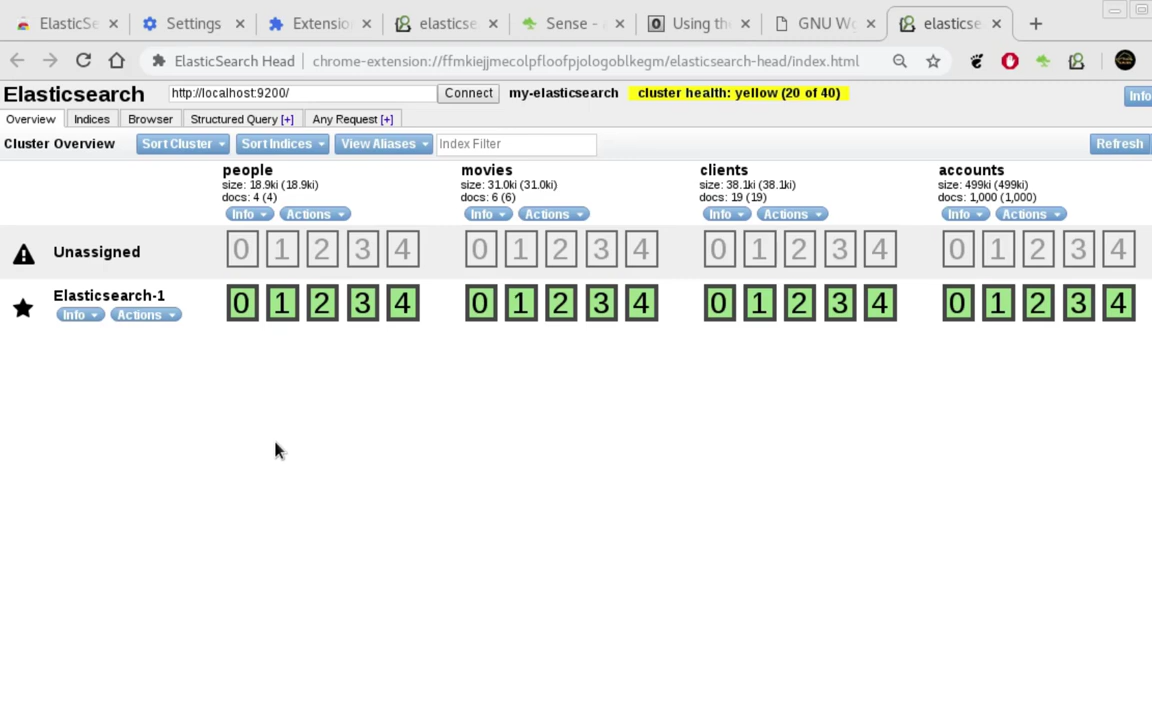 ElasticSe
Settings
Extensio
elasticse
Sense -
Using the
GNU Wg
elasticse
ElasticSearch Head
chrome-extension://ffmkiejjmecolpfloofpjologoblkegm/elasticsearch-head/index.html
Elasticsearch
http://localhost:9200/
Connect
my-elasticsearch
cluster health: yellow (20 of 40)
Info
Overview
Indices
Browser
Structured Query [+]
Any Request [+]
Cluster Overview
Sort Cluster
Sort Indices
View Aliases
Index Filter
Refresh
people
movies
clients
accounts
size: 18.9ki (18.9ki)
size: 31.0ki (31.0ki)
size: 38.1ki (38.1ki)
size: 499ki (499ki)
docs: 4 (4)
docs: 6 (6)
docs: 19 (19)
docs: 1,000 (1,000)
Info Actions
Info Actions
Info Actions
Info Actions
Unassigned
0 1 2 3 4
0 1 2 3 4
0 1 2 3 4
0 1 2 3 4
Elasticsearch-1
Info Actions
0 1 2 3 4
0 1 2 3 4
0 1 2 3 4
0 1 2 3 4